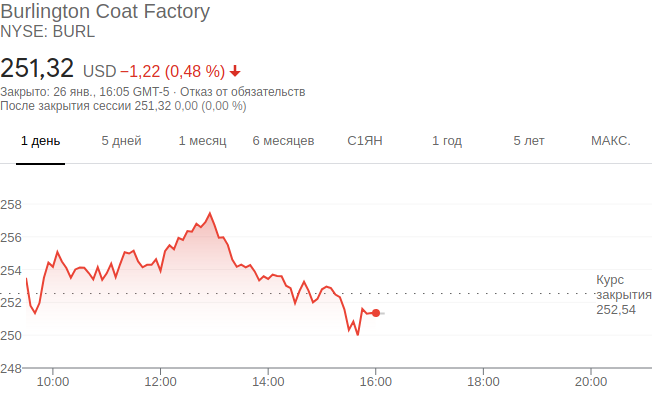 Burlington Coat Factory
NYSE: BURL
251,32 USD −1,22 (0,48 %)
Закрыто: 26 янв., 16:05 GMT-5 · Отказ от обязательств
После закрытия сессии 251,32 0,00 (0,00 %)
1 день 5 дней 1 месяц 6 месяцев С1ЯН 1 год 5 лет МАКС.
258
256
254
Курс
закрытия
252,54
252
250
248
10:00 12:00 14:00 16:00 18:00 20:00